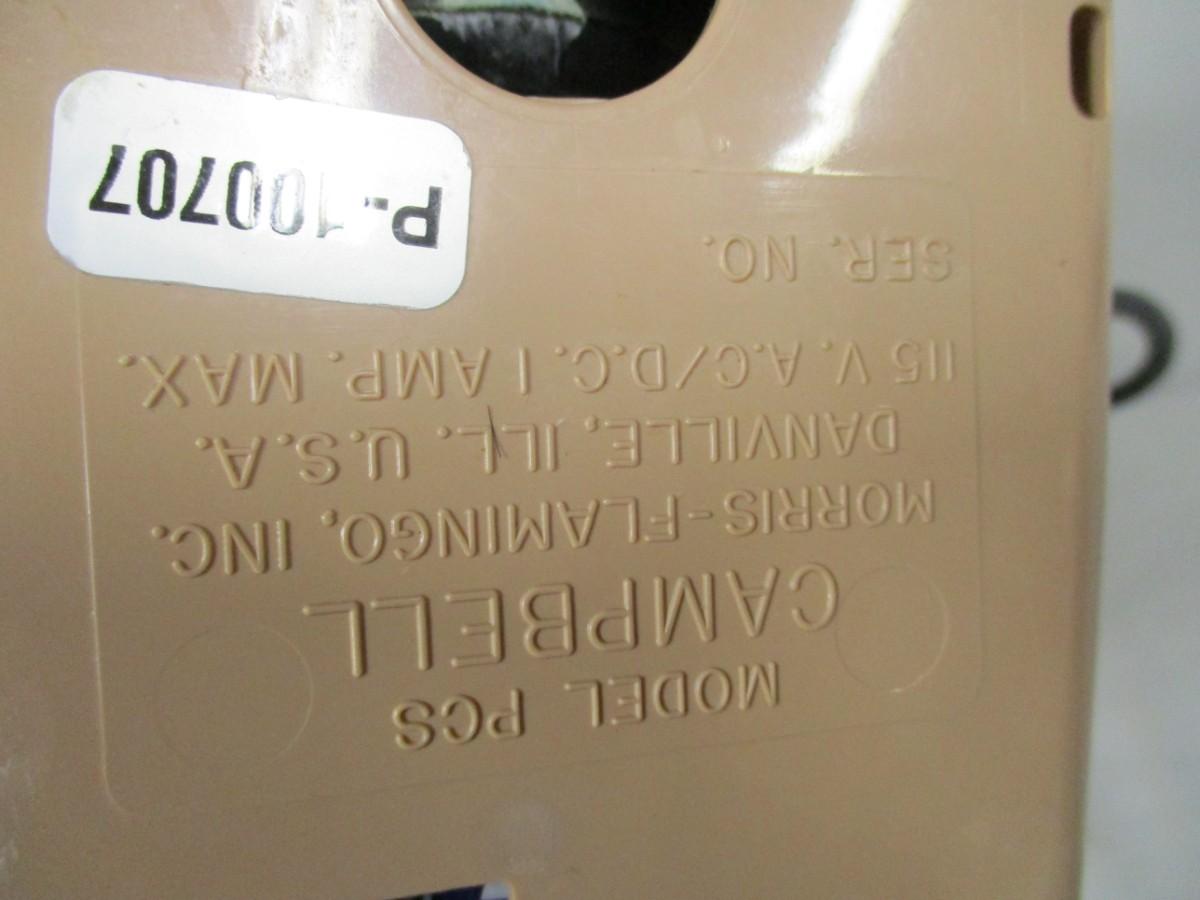 MODEL PCS
CAMPBELL
MORRIS-FLAMINGO, INC.
DANVILLE, ILL. U.S.A.
115 V. A.C/D.C. 1 AMP. MAX.
SER. NO.
P-100707